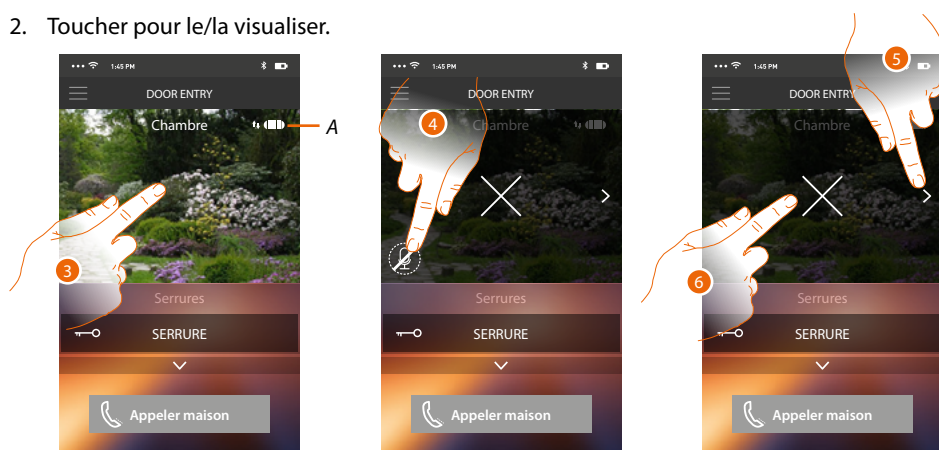 2. Toucher pour le/la visualiser.
1:45 PM
DOOR ENTRY
Chambre
A
3
Serrures
SERRURE
Appeler maison
1:45 PM
DOOR ENTRY
Chambre
4
Serrures
SERRURE
Appeler maison
1:45 PM
DOOR ENTRY
Chambre
5
6
Serrures
SERRURE
Appeler maison